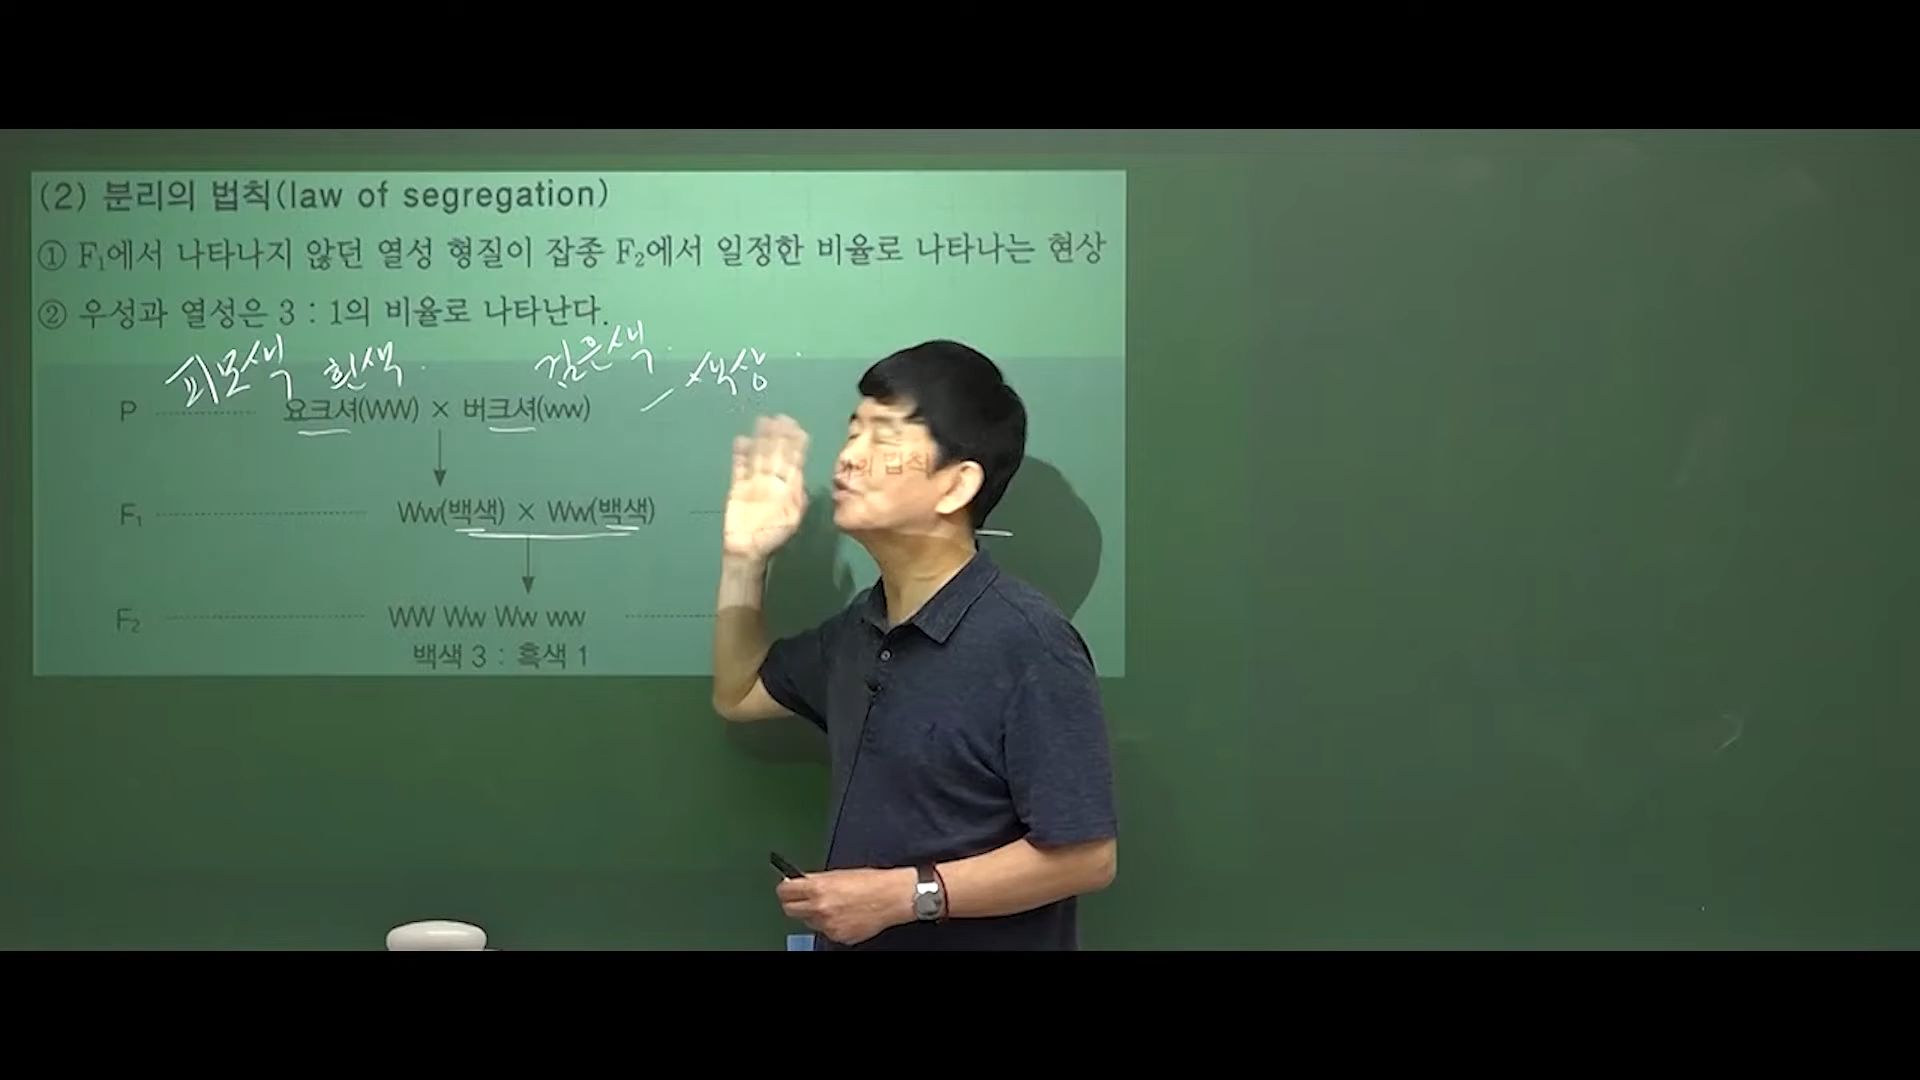 (2) 분리의 법칙(law of segregation)
① F₁에서 나타나지 않던 열성 형질이 잡종 F₂에서 일정한 비율로 나타나는 현상
② 우성과 열성은 3 : 1의 비율로 나타난다.
피모색 흰색. 검은색. 색상
P 요크셔(WW) × 버크셔(ww)
의 법칙
F₁ Ww(백색) × Ww(백색)
F₂ WW Ww Ww ww
백색 3 : 흑색 1